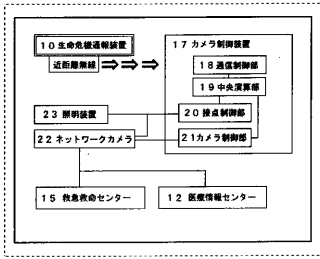 10生命危機通報装置
近距離無線
17カメラ制御装置
18通信制御部
19中央演算部
20接点制御部
21カメラ制御部
23照明装置
22ネットワークカメラ
15 救急救命センター
12 医療情報センター